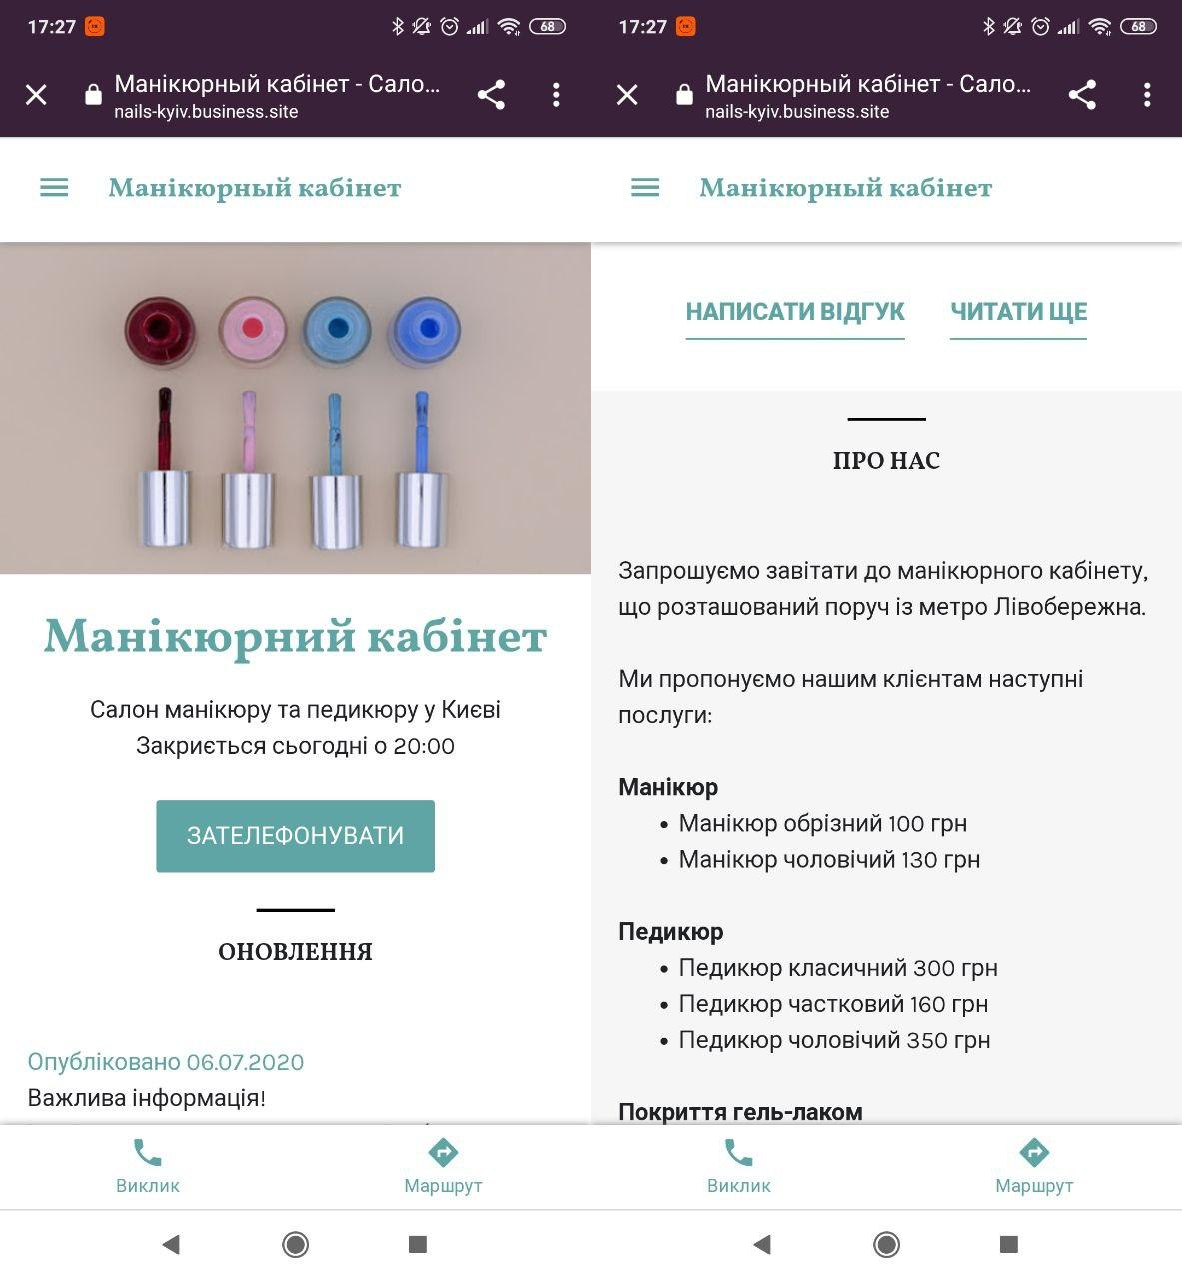 17:27
68
Манікюрный кабінет - Сало...
nails-kyiv.business.site
Манікюрный кабінет
Манікюрний кабінет
Салон манікюру та педикюру у Києві
Закриється сьогодні о 20:00
ЗАТЕЛЕФОНУВАТИ
ОНОВЛЕННЯ
Опубліковано 06.07.2020
Важлива інформація!
Виклик
Маршрут
17:27
68
Манікюрный кабінет - Сало...
nails-kyiv.business.site
Манікюрный кабінет
НАПИСАТИ ВІДГУК
ЧИТАТИ ЩЕ
ПРО НАС
Запрошуємо завітати до манікюрного кабінету,
що розташований поруч із метро Лівобережна.
Ми пропонуємо нашим клієнтам наступні
послуги:
Манікюр
• Манікюр обрізний 100 грн
• Манікюр чоловічий 130 грн
Педикюр
• Педикюр класичний 300 грн
• Педикюр частковий 160 грн
• Педикюр чоловічий 350 грн
Покриття гель-лаком
Виклик
Маршрут